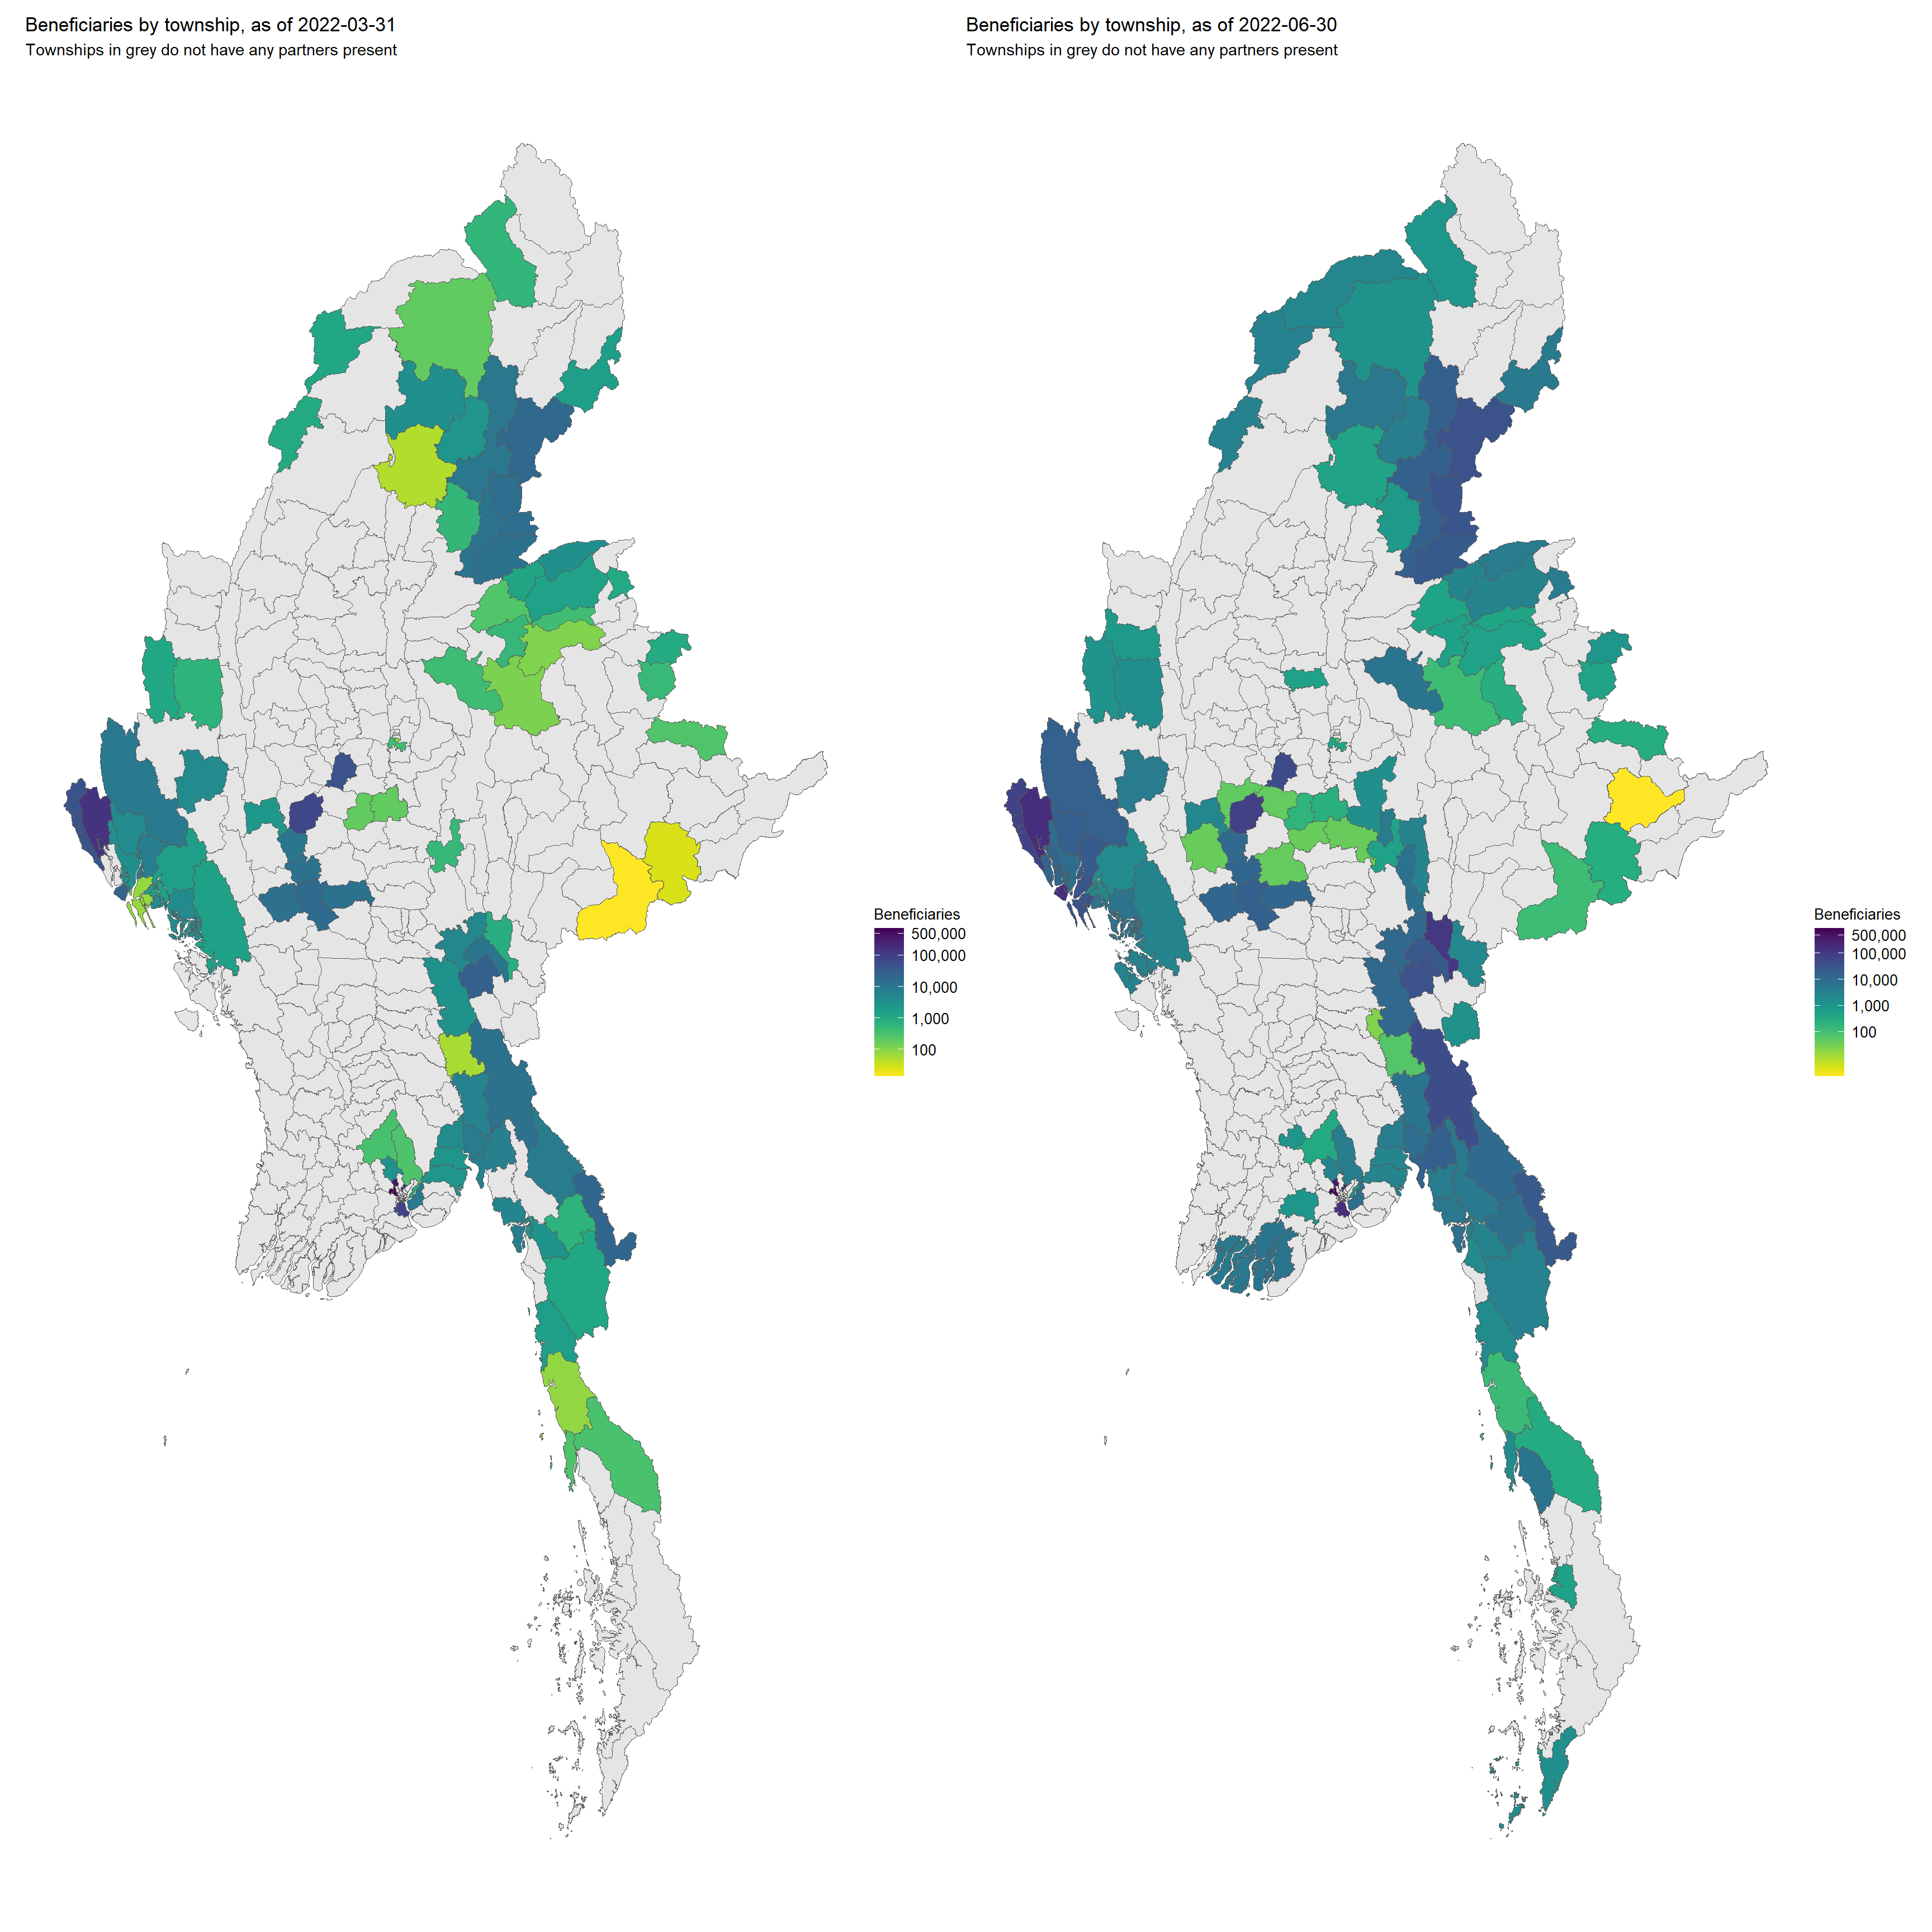 Beneficiaries by township, as of 2022-03-31
Townships in grey do not have any partners present
Beneficiaries
500,000
100,000
10,000
1,000
100
Beneficiaries by township, as of 2022-06-30
Townships in grey do not have any partners present
Beneficiaries
500,000
100,000
10,000
1,000
100